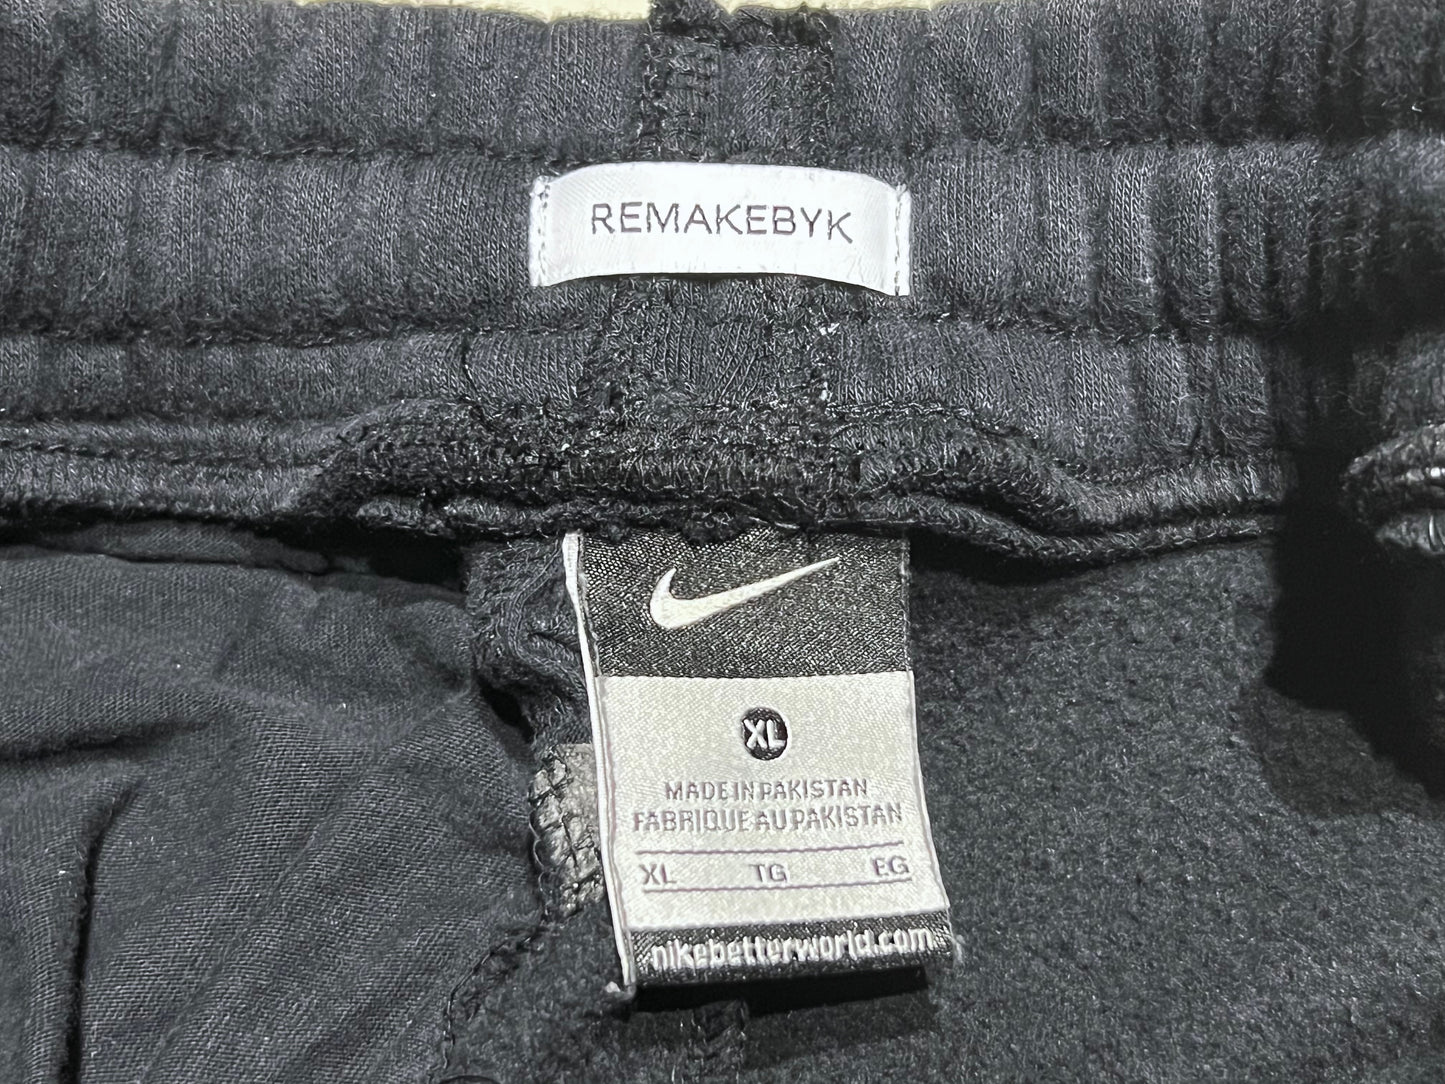 REMAKEBYK
XL
MADE IN PAKISTAN
FABRIQUE AU PAKISTAN
XL TG EG
nikebetterworld.com